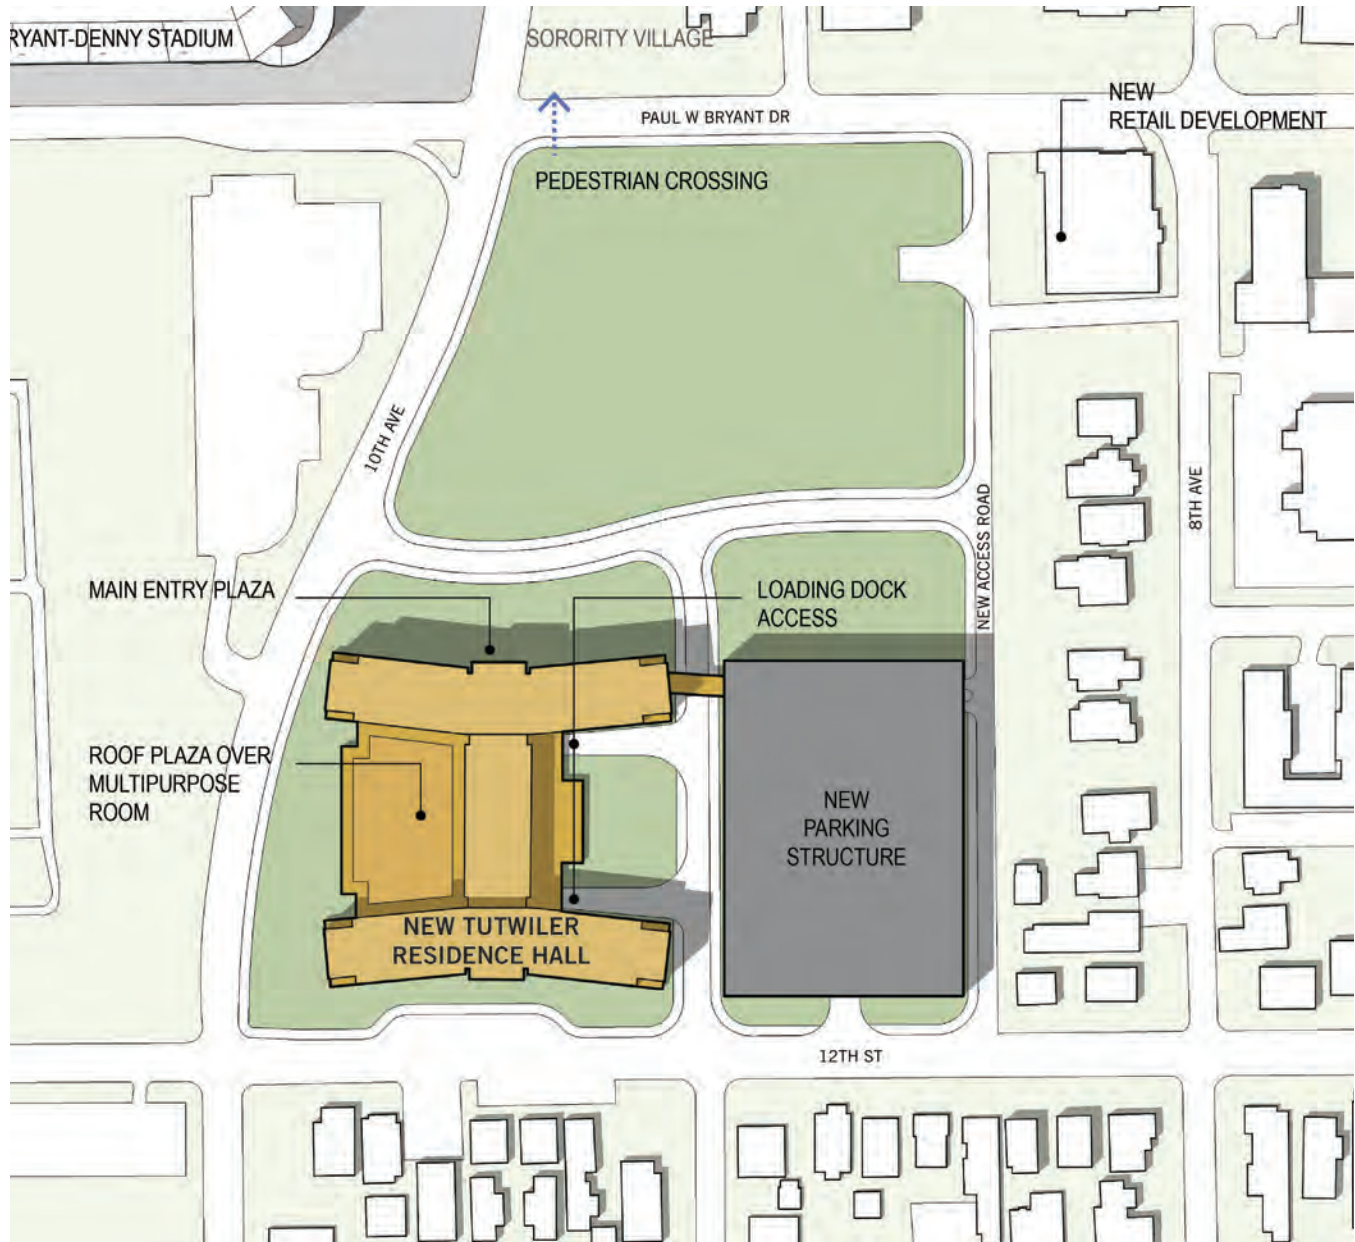 RYANT-DENNY STADIUM
SORORITY VILLAGE
NEW
RETAIL DEVELOPMENT
PAUL W BRYANT DR
PEDESTRIAN CROSSING
10TH AVE
NEW ACCESS ROAD
8TH AVE
MAIN ENTRY PLAZA
LOADING DOCK
ACCESS
ROOF PLAZA OVER
MULTIPURPOSE
ROOM
NEW
PARKING
STRUCTURE
NEW TUTWILER
RESIDENCE HALL
12TH ST